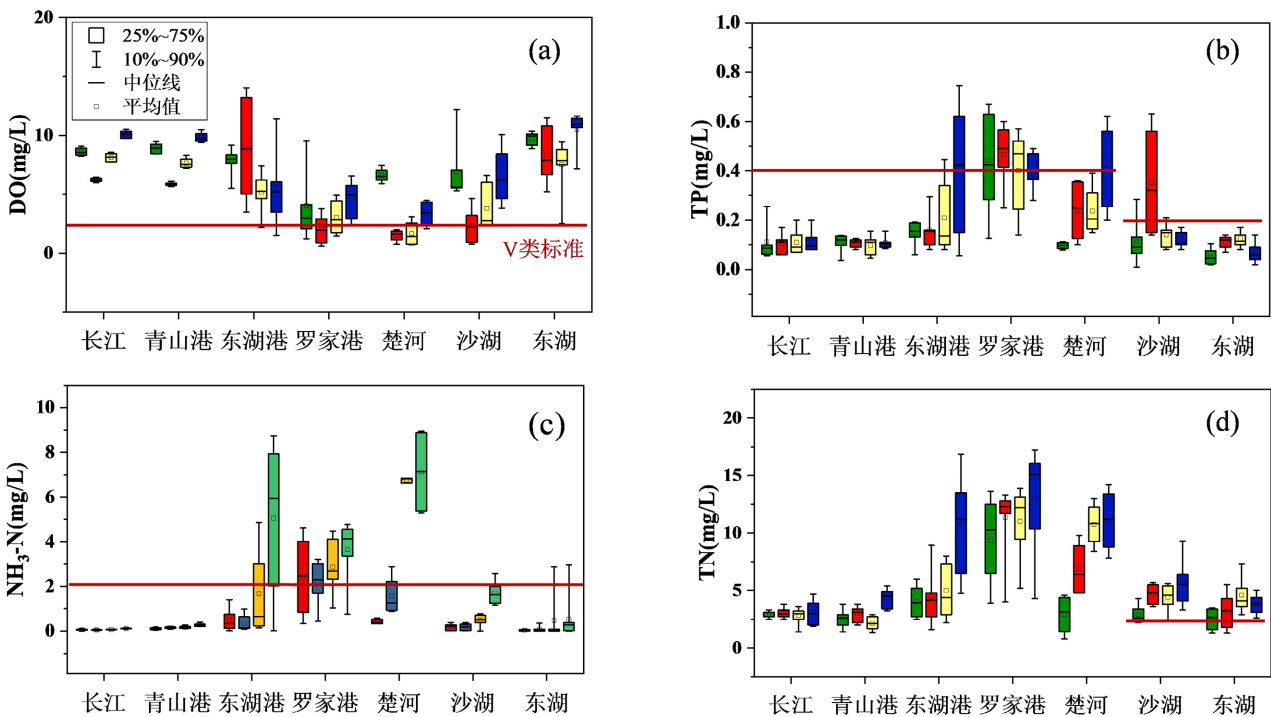 20
10
0
DO(mg/L)
25%~75%
10%~90%
中位线
平均值
(a)
V类标准
长江 青山港 东湖港 罗家港 楚河 沙湖 东湖
1.0
0.8
0.6
0.4
0.2
0.0
TP(mg/L)
(b)
长江 青山港 东湖港 罗家港 楚河 沙湖 东湖
10
8
6
4
2
0
NH3-N(mg/L)
(c)
长江 青山港 东湖港 罗家港 楚河 沙湖 东湖
20
15
10
5
0
TN(mg/L)
(d)
长江 青山港 东湖港 罗家港 楚河 沙湖 东湖